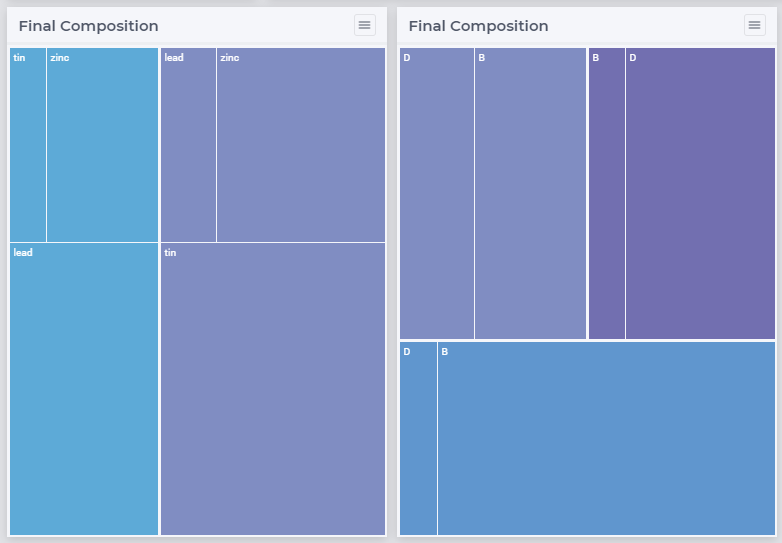 Final Composition
tin
zinc
lead
zinc
lead
tin
Final Composition
D
B
B
D
D
B